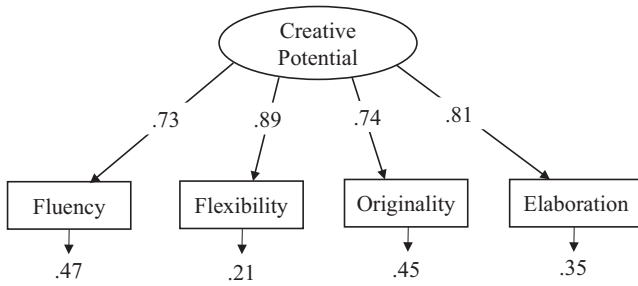 Creative
Potential
.73
.89
.74
.81
Fluency
Flexibility
Originality
Elaboration
.47
.21
.45
.35